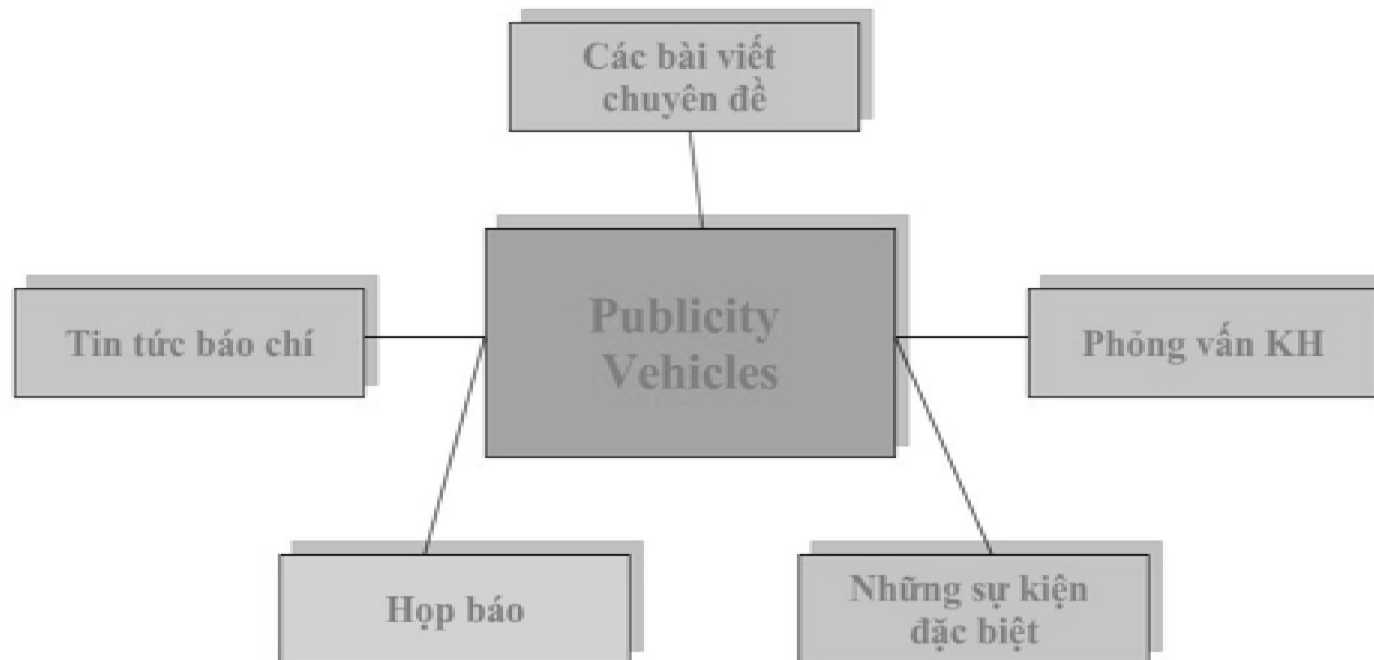 Các bài viết
chuyên đề
Publicity
Vehicles
Tin tức báo chí
Phỏng vấn KH
Họp báo
Những sự kiện
đặc biệt